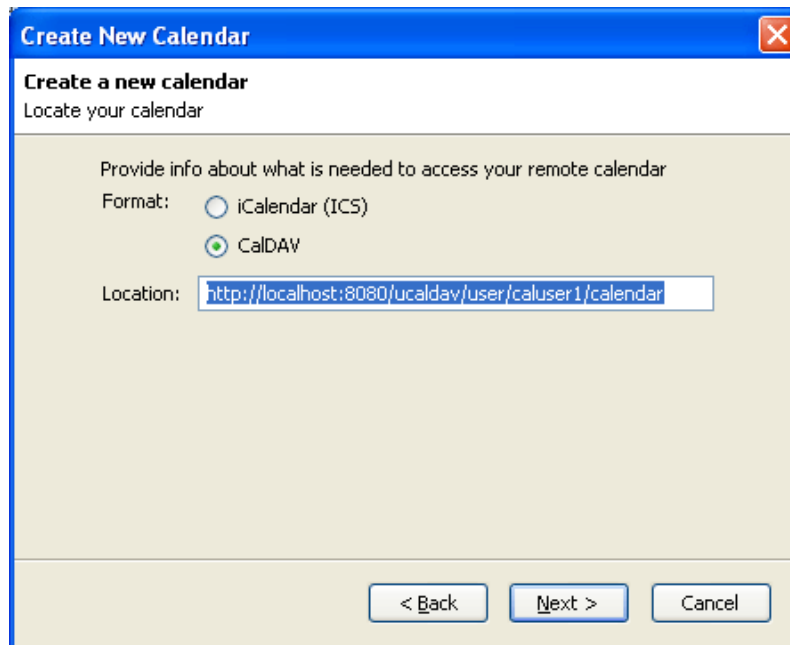 Create New Calendar
Create a new calendar
Locate your calendar
Provide info about what is needed to access your remote calendar
Format: iCalendar (ICS)
CalDAV
Location: http://localhost:8080/ucaldav/user/caluser1/calendar
< Back Next > Cancel